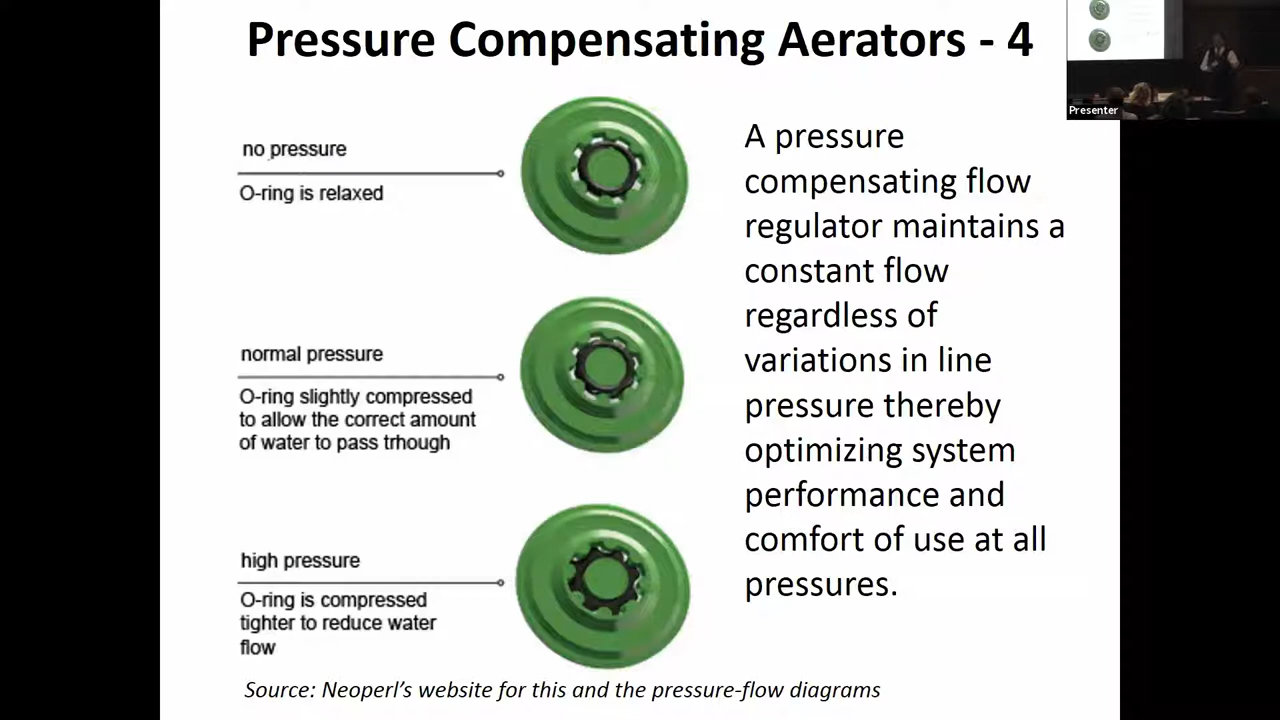 Pressure Compensating Aerators - 4
no pressure
O-ring is relaxed
normal pressure
O-ring slightly compressed
to allow the correct amount
of water to pass trhough
high pressure
O-ring is compressed
tighter to reduce water
flow
A pressure
compensating flow
regulator maintains a
constant flow
regardless of
variations in line
pressure thereby
optimizing system
performance and
comfort of use at all
pressures.
Source: Neoperl's website for this and the pressure-flow diagrams
Presenter